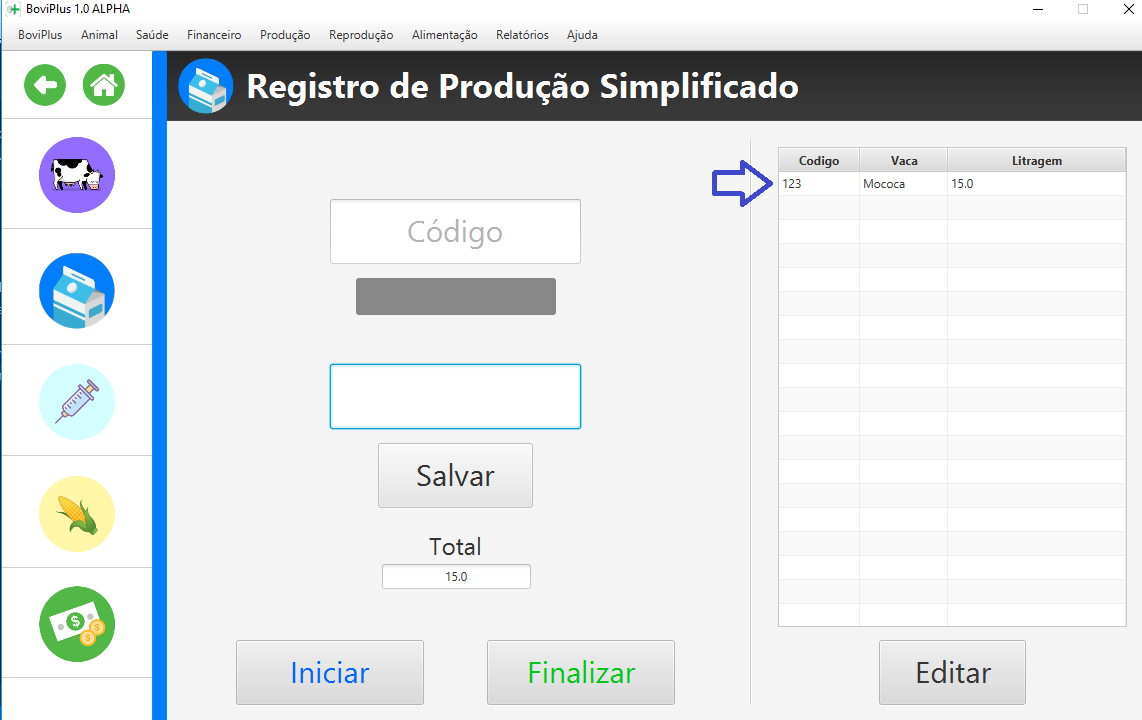 BoviPlus 1.0 ALPHA
BoviPlus Animal Saúde Financeiro Produção Reprodução Alimentação Relatórios Ajuda
Registro de Produção Simplificado
Código
Salvar
Total
15.0
Iniciar Finalizar
Codigo Vaca Litragem
123 Mococa 15.0
Editar